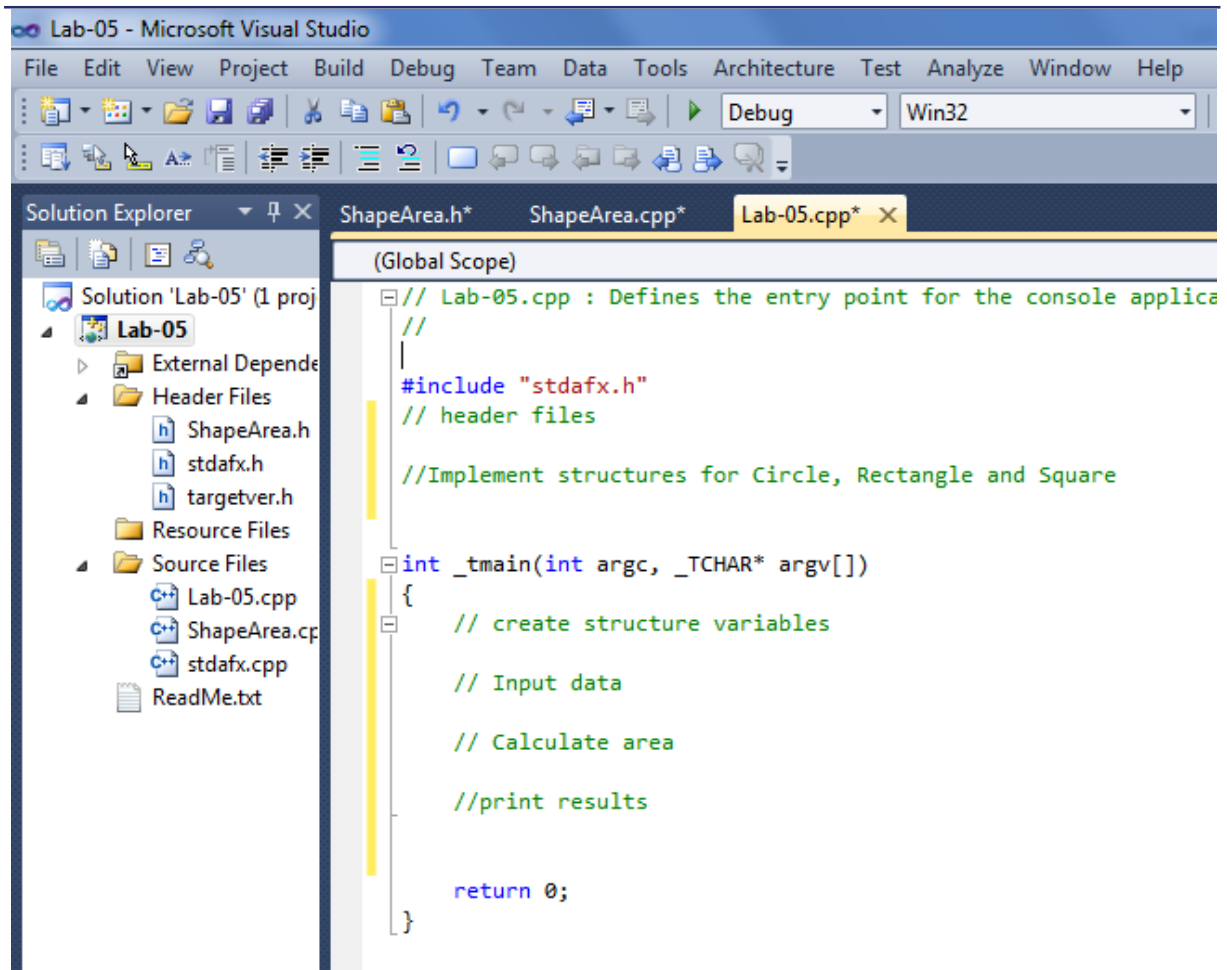 Lab-05 - Microsoft Visual Studio
File Edit View Project Build Debug Team Data Tools Architecture Test Analyze Window Help
Debug Win32
Solution Explorer
ShapeArea.h* ShapeArea.cpp* Lab-05.cpp*
(Global Scope)
Solution 'Lab-05' (1 proj
Lab-05
External Depende
Header Files
ShapeArea.h
stdafx.h
targetver.h
Resource Files
Source Files
Lab-05.cpp
ShapeArea.cp
stdafx.cpp
ReadMe.txt
// Lab-05.cpp : Defines the entry point for the console applica
//
#include "stdafx.h"
// header files
//Implement structures for Circle, Rectangle and Square
int _tmain(int argc, _TCHAR* argv[])
{
// create structure variables
// Input data
// Calculate area
//print results
return 0;
}